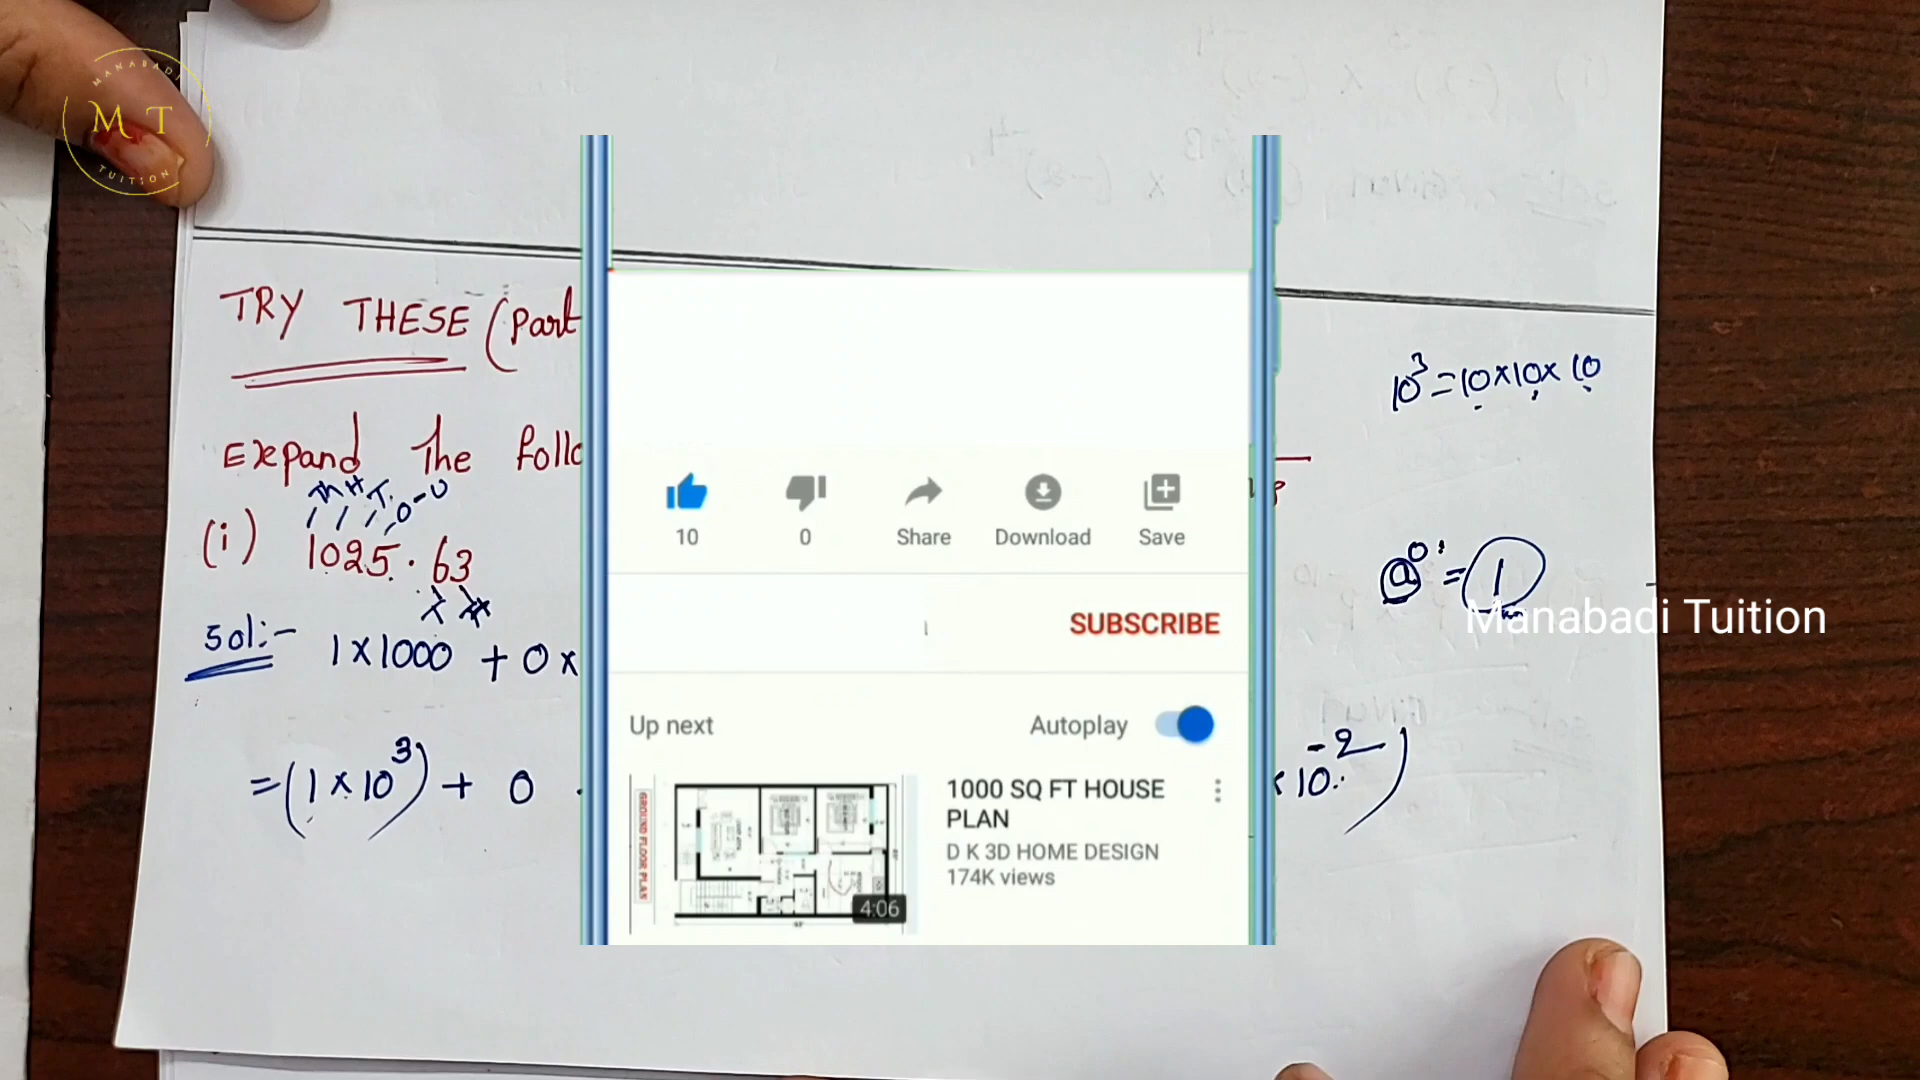 MANABADI
M T
TUITION
TRY THESE (Part
10³ = 10×10×10
Expand The follo
Th H T. O-U
(i) 1025.63
a⁰ = 1
Sol:- 1×1000 + 0×
= (1×10³) + 0
×10⁻²)
Manabadi Tuition
10
0
Share
Download
Save
SUBSCRIBE
Up next
Autoplay
GROUND FLOOR PLAN
4:06
1000 SQ FT HOUSE
PLAN
D K 3D HOME DESIGN
174K views